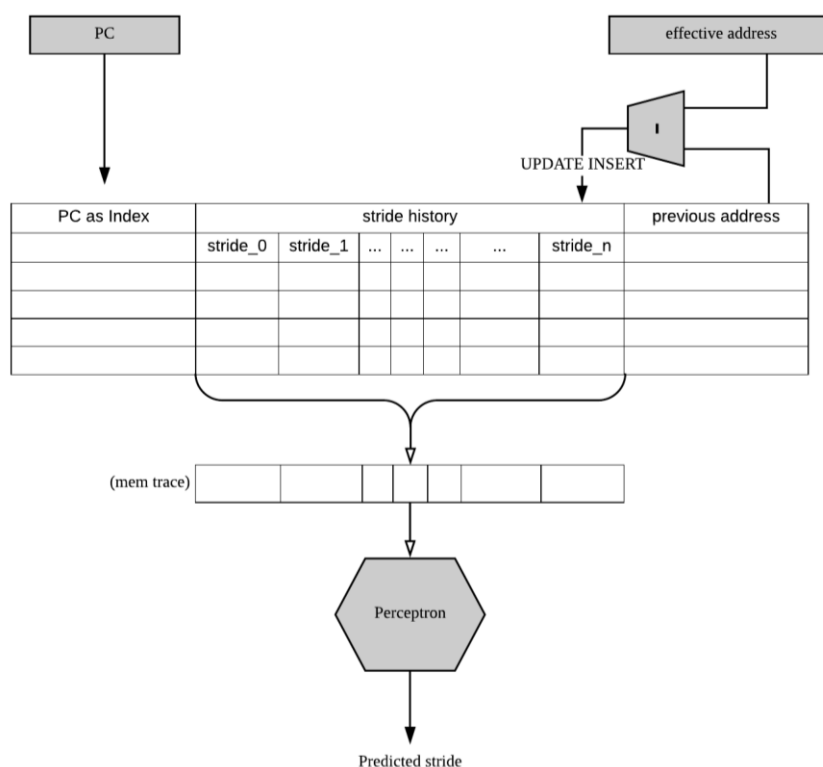 PC
effective address
I
UPDATE INSERT
PC as Index
stride history
previous address
stride_0
stride_1
...
...
...
...
stride_n
(mem trace)
Perceptron
Predicted stride